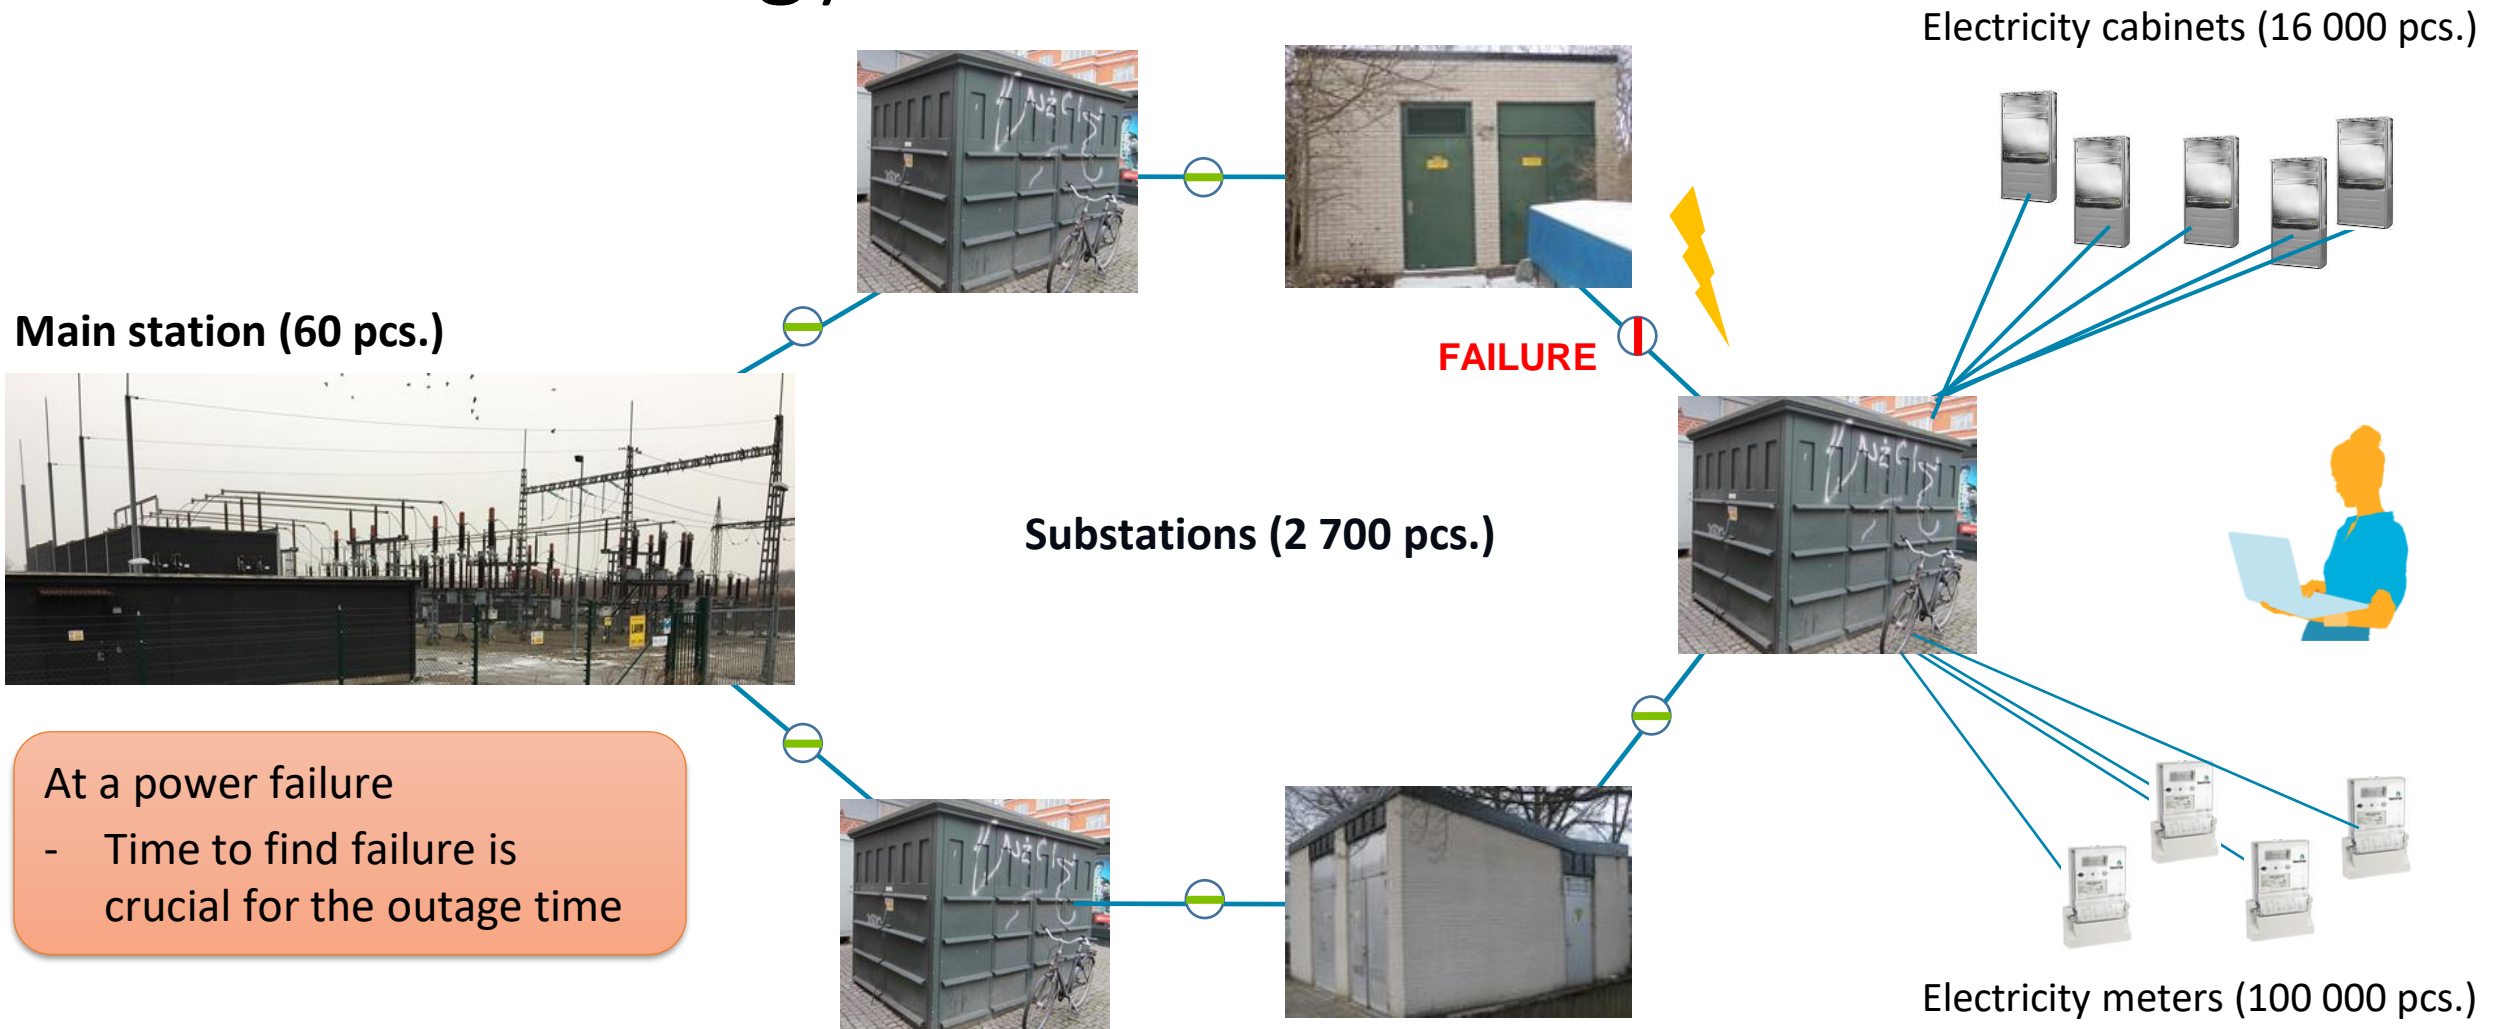 Electricity cabinets (16 000 pcs.)
Main station (60 pcs.)
FAILURE
Substations (2 700 pcs.)
At a power failure
- Time to find failure is
crucial for the outage time
Electricity meters (100 000 pcs.)